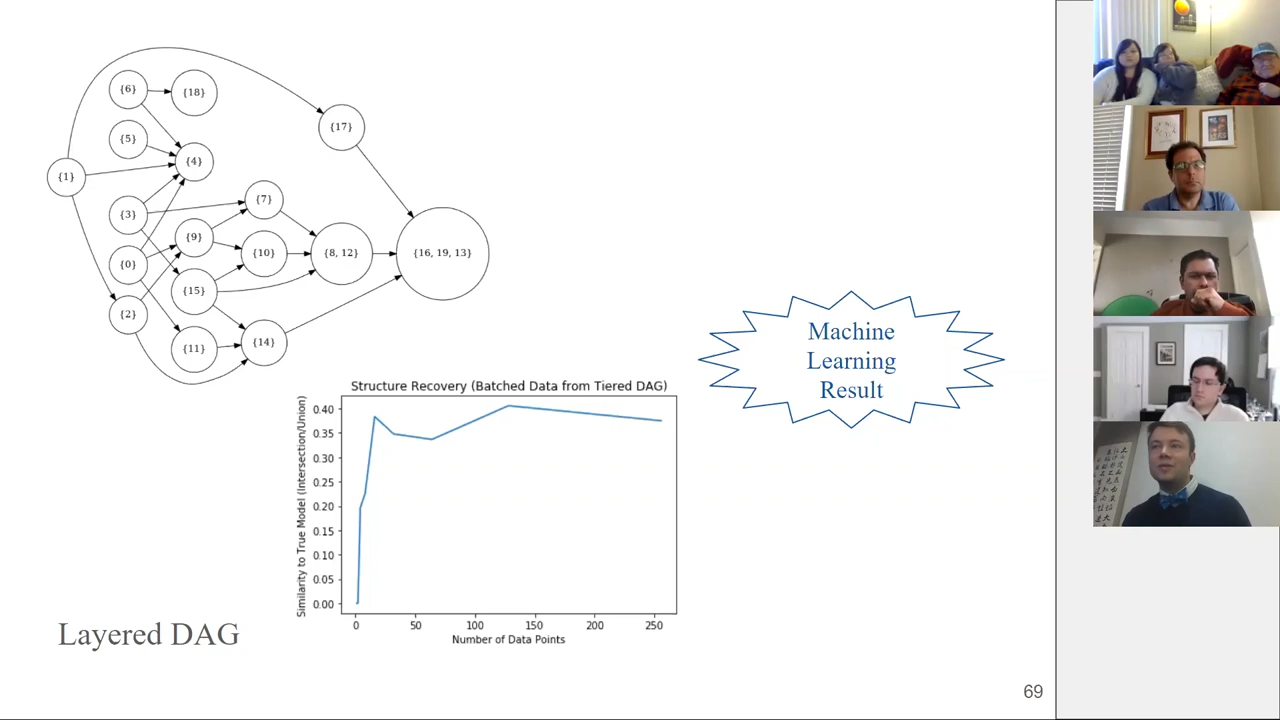 {6}
{18}
{17}
{5}
{4}
{1}
{7}
{3}
{9}
{10}
{8, 12}
{16, 19, 13}
{0}
{15}
{2}
{11}
{14}
Machine
Learning
Result
Structure Recovery (Batched Data from Tiered DAG)
Similarity to True Model (Intersection/Union)
0.40
0.35
0.30
0.25
0.20
0.15
0.10
0.05
0.00
0 50 100 150 200 250
Number of Data Points
Layered DAG
69